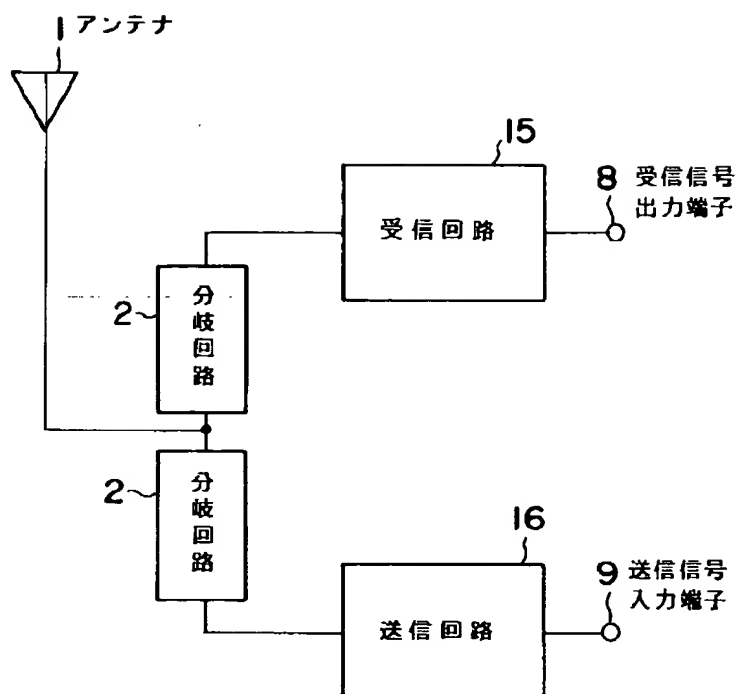 1 アンテナ
15
受信回路
8 受信信号
出力端子
2 分岐回路
2 分岐回路
16
送信回路
9 送信信号
入力端子